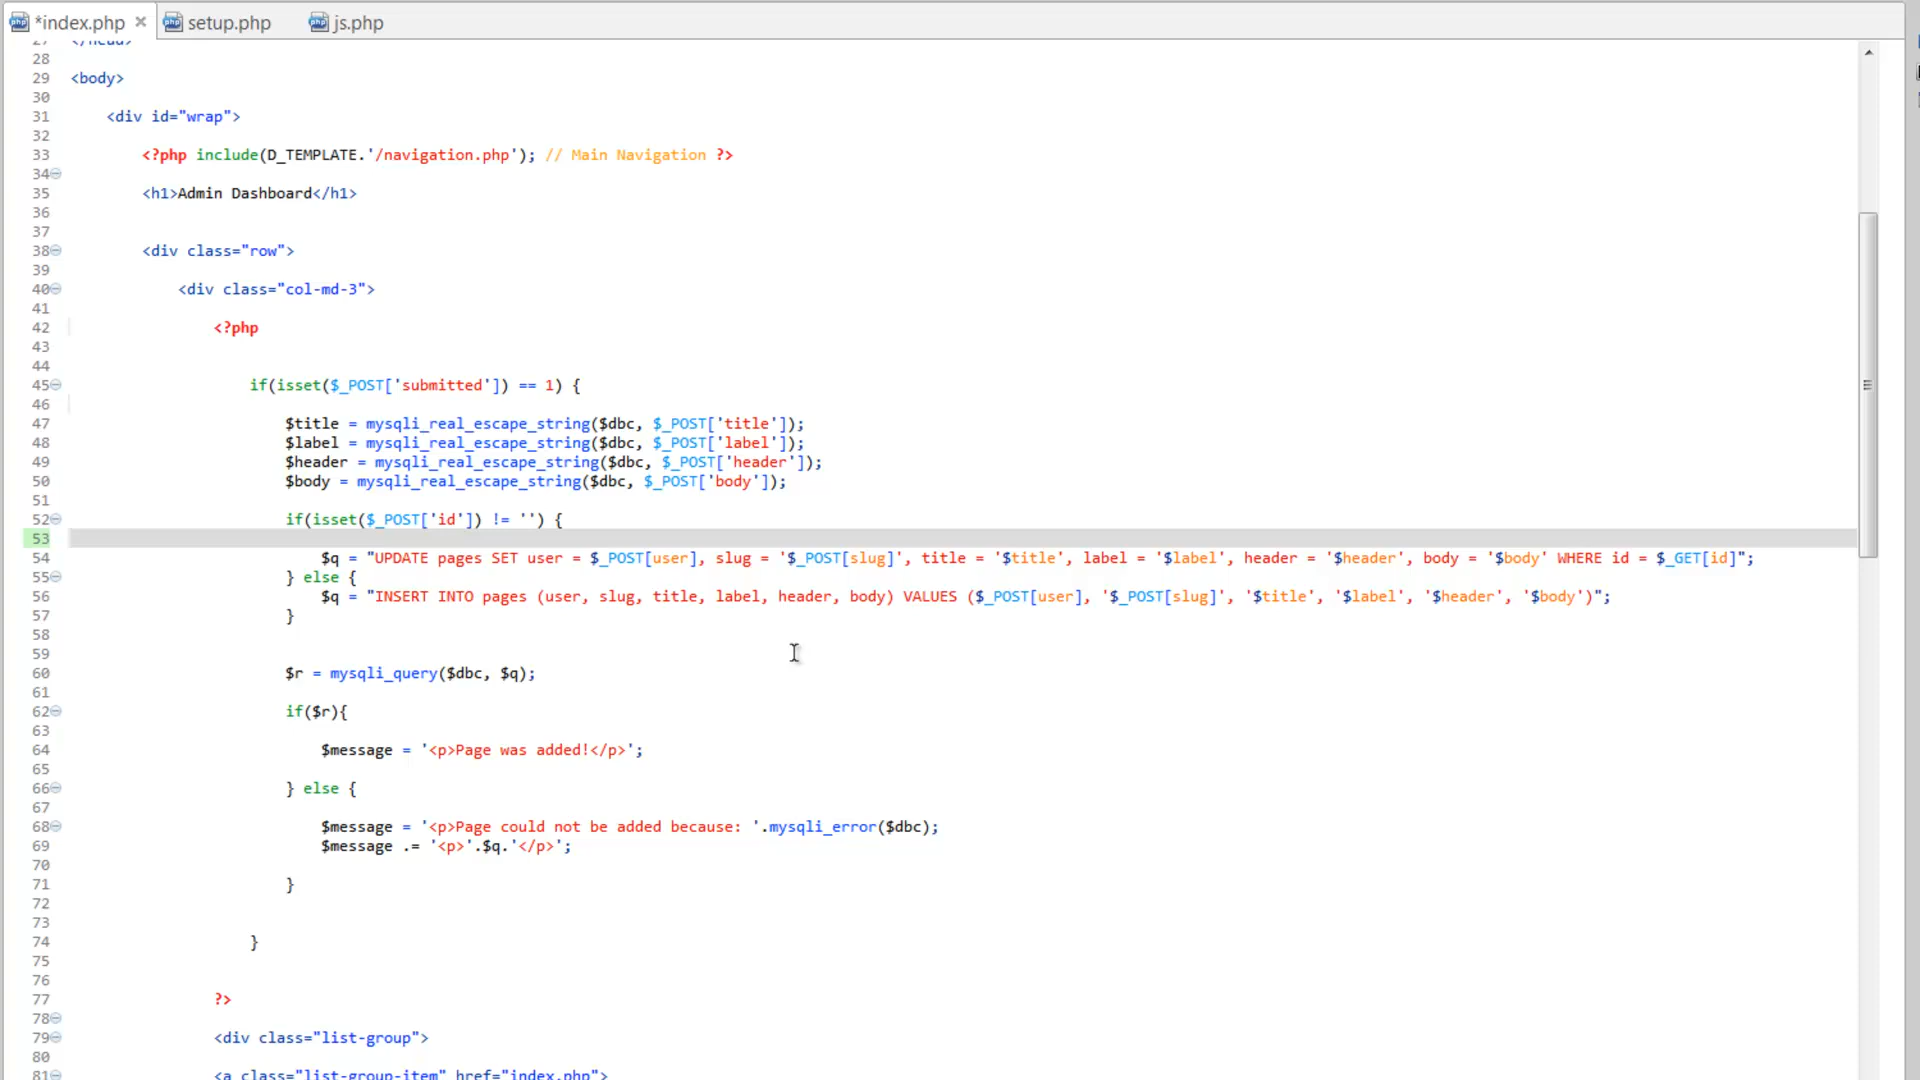 *index.php setup.php js.php
27 </head>
28
29 <body>
30
31 <div id="wrap">
32
33 <?php include(D_TEMPLATE.'/navigation.php'); // Main Navigation ?>
34
35 <h1>Admin Dashboard</h1>
36
37
38 <div class="row">
39
40 <div class="col-md-3">
41
42 <?php
43
44
45 if(isset($_POST['submitted']) == 1) {
46
47 $title = mysqli_real_escape_string($dbc, $_POST['title']);
48 $label = mysqli_real_escape_string($dbc, $_POST['label']);
49 $header = mysqli_real_escape_string($dbc, $_POST['header']);
50 $body = mysqli_real_escape_string($dbc, $_POST['body']);
51
52 if(isset($_POST['id']) != '') {
53
54 $q = "UPDATE pages SET user = $_POST[user], slug = '$_POST[slug]', title = '$title', label = '$label', header = '$header', body = '$body' WHERE id = $_GET[id]";
55 } else {
56 $q = "INSERT INTO pages (user, slug, title, label, header, body) VALUES ($_POST[user], '$_POST[slug]', '$title', '$label', '$header', '$body')";
57 }
58
59
60 $r = mysqli_query($dbc, $q);
61
62 if($r){
63
64 $message = '<p>Page was added!</p>';
65
66 } else {
67
68 $message = '<p>Page could not be added because: '.mysqli_error($dbc);
69 $message .= '<p>'.$q.'</p>';
70
71 }
72
73
74 }
75
76
77 ?>
78
79 <div class="list-group">
80
81 <a class="list-group-item" href="index.php">